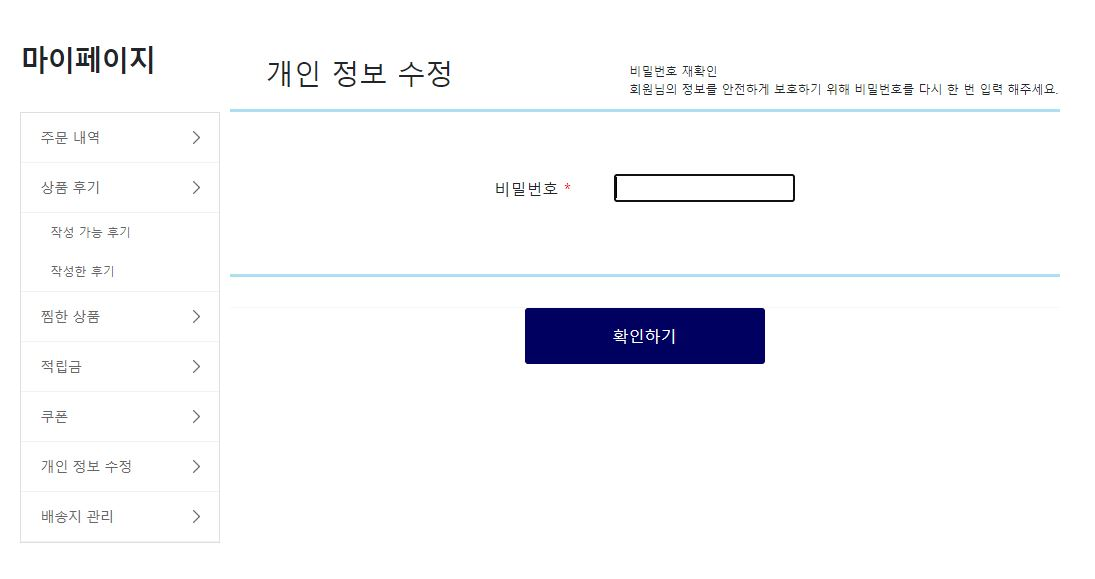 마이페이지
주문 내역
상품 후기
작성 가능 후기
작성한 후기
찜한 상품
적립금
쿠폰
개인 정보 수정
배송지 관리
개인 정보 수정
비밀번호 재확인
회원님의 정보를 안전하게 보호하기 위해 비밀번호를 다시 한 번 입력 해주세요.
비밀번호 *
확인하기